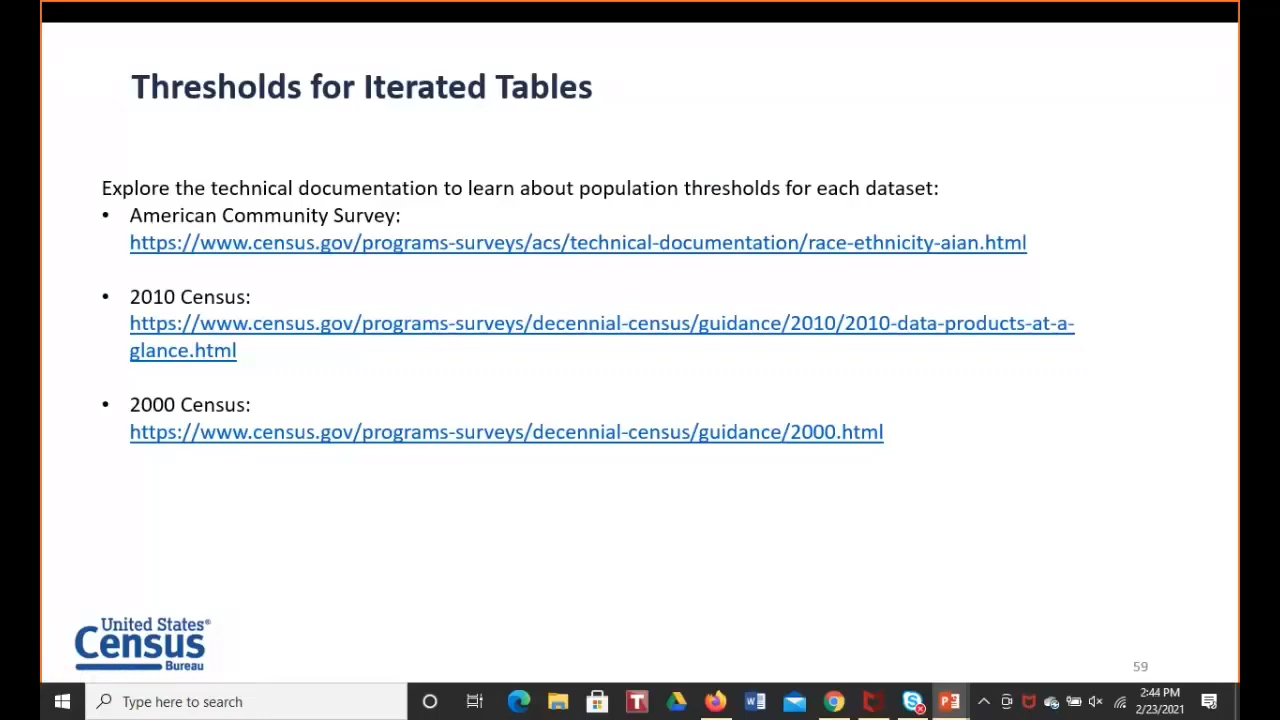 Thresholds for Iterated Tables
Explore the technical documentation to learn about population thresholds for each dataset:
• American Community Survey:
https://www.census.gov/programs-surveys/acs/technical-documentation/race-ethnicity-aian.html
• 2010 Census:
https://www.census.gov/programs-surveys/decennial-census/guidance/2010/2010-data-products-at-a-
glance.html
• 2000 Census:
https://www.census.gov/programs-surveys/decennial-census/guidance/2000.html
United States®
Census
Bureau
59
Type here to search
2:44 PM
2/23/2021